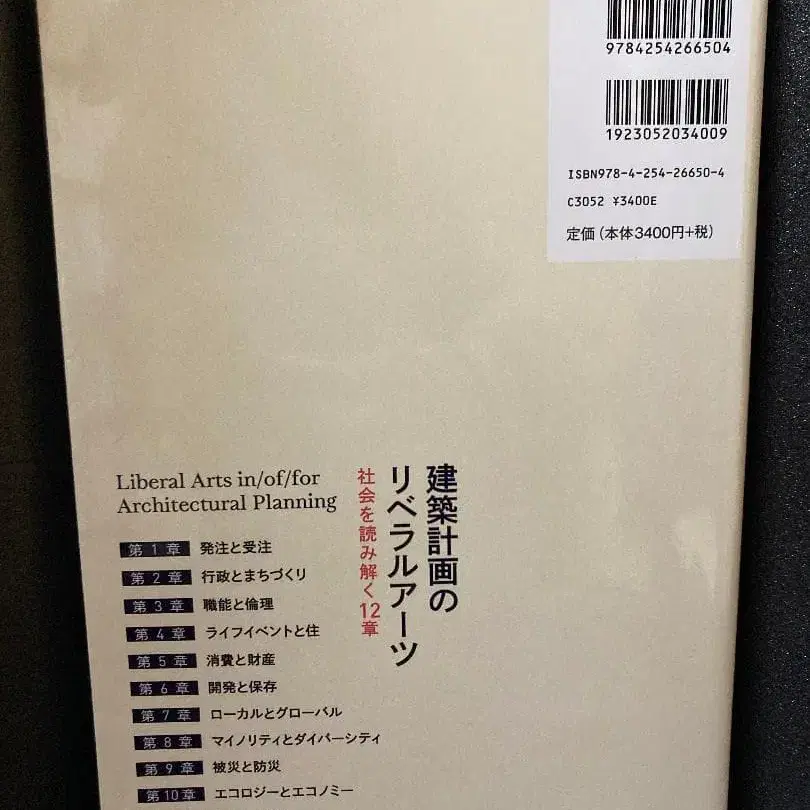 9784254266504
1923052034009
ISBN978-4-254-26650-4
C3052 ¥3400E
定価（本体3400円+税）
建築計画の
リベラルアーツ
社会を読み解く12章
Liberal Arts in/of/for
Architectural Planning
第1章 発注と受注
第2章 行政とまちづくり
第3章 職能と倫理
第4章 ライフイベントと住
第5章 消費と財産
第6章 開発と保存
第7章 ローカルとグローバル
第8章 マイノリティとダイバーシティ
第9章 被災と防災
第10章 エコロジーとエコノミー